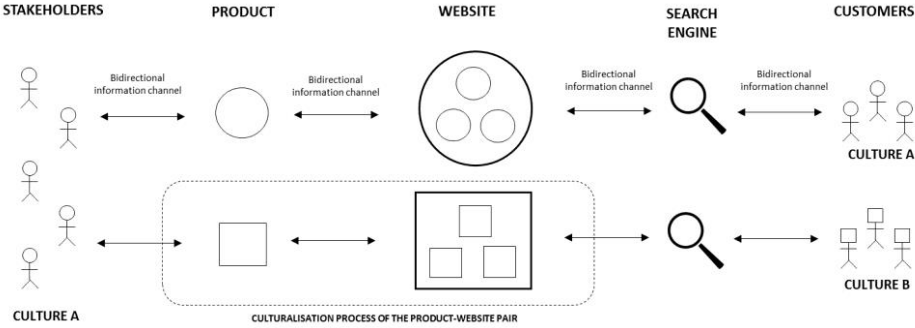 STAKEHOLDERS
PRODUCT
WEBSITE
SEARCH
ENGINE
CUSTOMERS
Bidirectional
information channel
Bidirectional
information channel
Bidirectional
information channel
Bidirectional
information channel
CULTURE A
CULTURE A
CULTURALISATION PROCESS OF THE PRODUCT-WEBSITE PAIR
CULTURE B